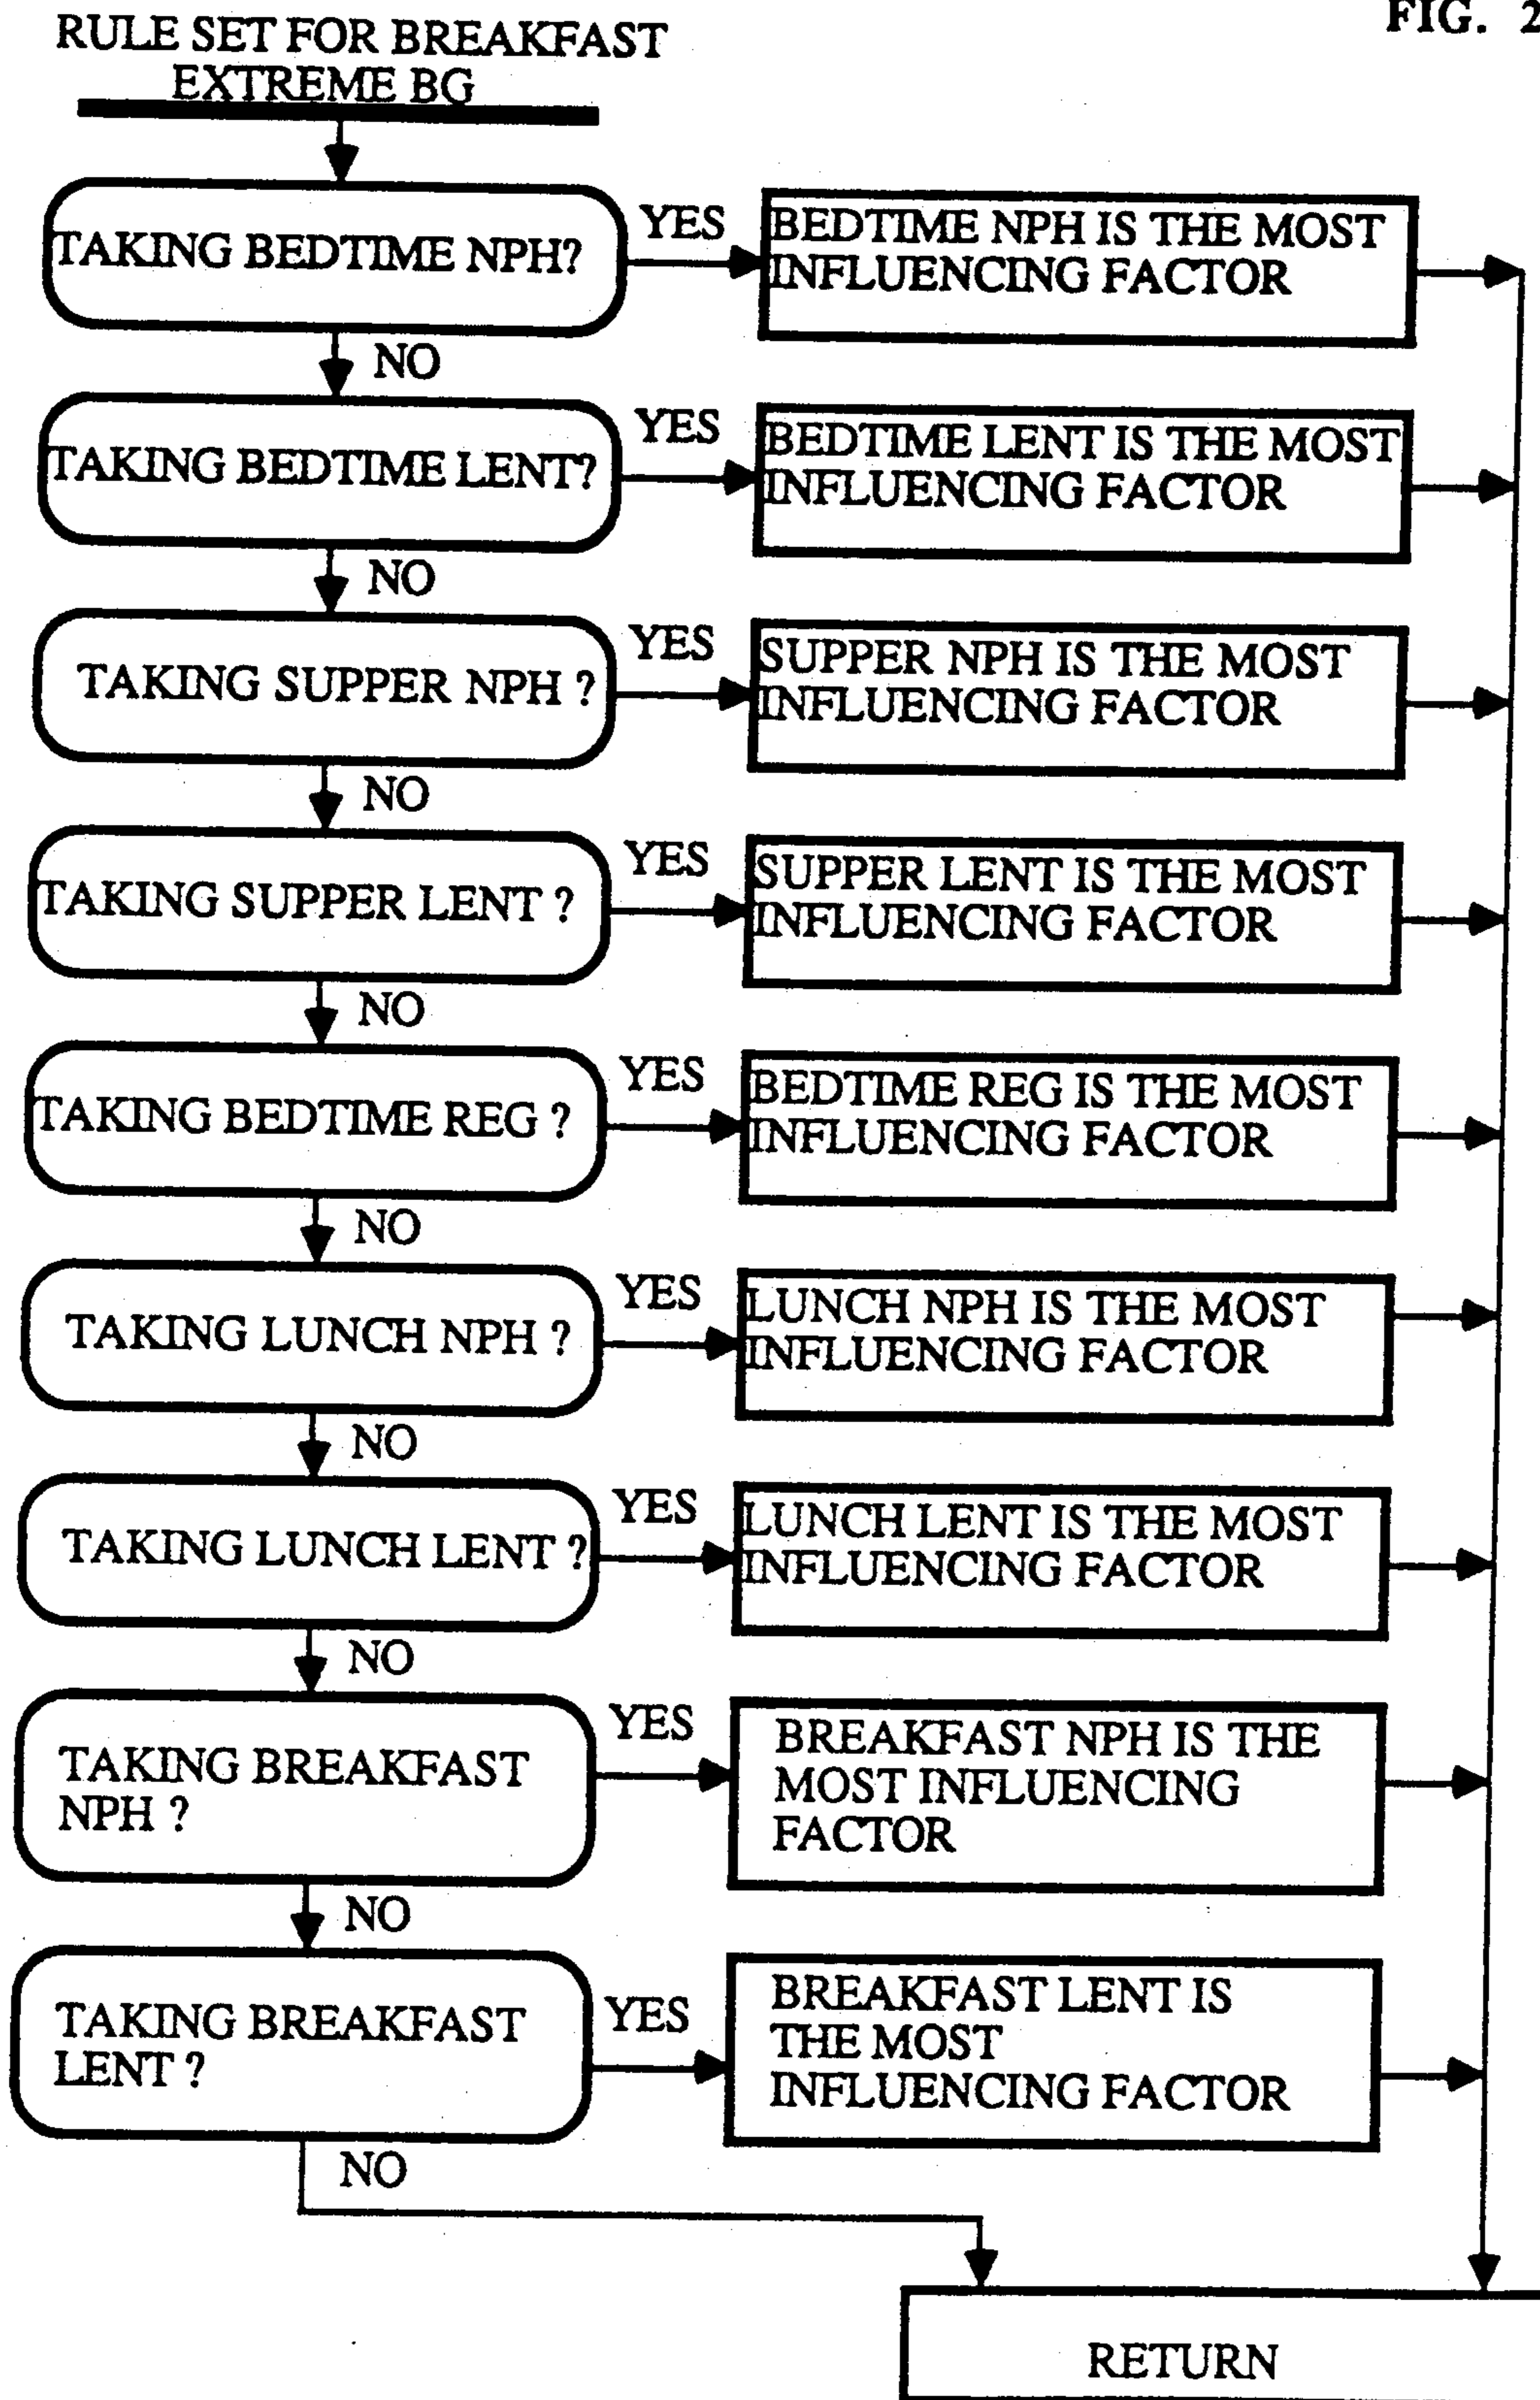 FIG. 2
RULE SET FOR BREAKFAST
EXTREME BG
TAKING BEDTIME NPH?
YES
BEDTIME NPH IS THE MOST
INFLUENCING FACTOR
NO
TAKING BEDTIME LENT?
YES
BEDTIME LENT IS THE MOST
INFLUENCING FACTOR
NO
TAKING SUPPER NPH ?
YES
SUPPER NPH IS THE MOST
INFLUENCING FACTOR
NO
TAKING SUPPER LENT ?
YES
SUPPER LENT IS THE MOST
INFLUENCING FACTOR
NO
TAKING BEDTIME REG ?
YES
BEDTIME REG IS THE MOST
INFLUENCING FACTOR
NO
TAKING LUNCH NPH ?
YES
LUNCH NPH IS THE MOST
INFLUENCING FACTOR
NO
TAKING LUNCH LENT ?
YES
LUNCH LENT IS THE MOST
INFLUENCING FACTOR
NO
TAKING BREAKFAST
NPH ?
YES
BREAKFAST NPH IS THE
MOST INFLUENCING
FACTOR
NO
TAKING BREAKFAST
LENT ?
YES
BREAKFAST LENT IS
THE MOST
INFLUENCING FACTOR
NO
RETURN